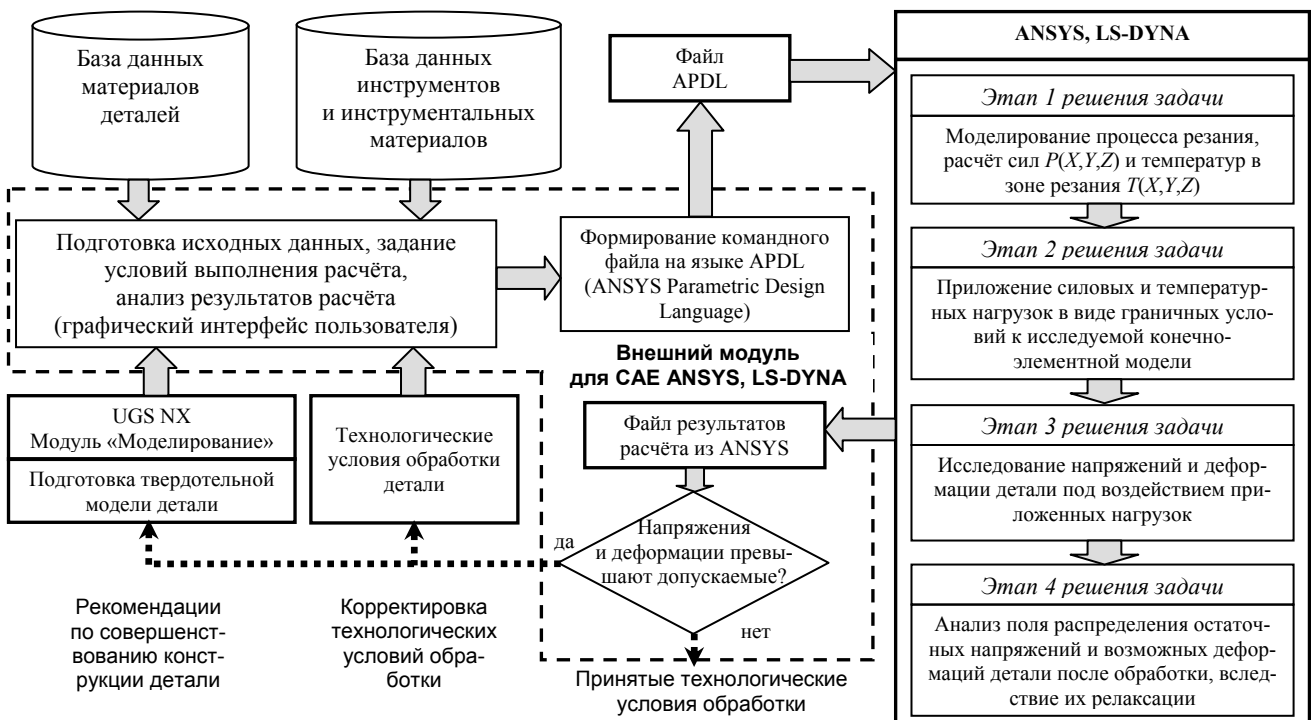 База данных
материалов
деталей
База данных
инструментов
и инструментальных
материалов
Файл
APDL
ANSYS, LS-DYNA
Этап 1 решения задачи
Моделирование процесса резания,
расчёт сил P(X,Y,Z) и температур в
зоне резания T(X,Y,Z)
Подготовка исходных данных, задание
условий выполнения расчёта,
анализ результатов расчёта
(графический интерфейс пользователя)
Формирование командного
файла на языке APDL
(ANSYS Parametric Design
Language)
Этап 2 решения задачи
Приложение силовых и температур-
ных нагрузок в виде граничных усло-
вий к исследуемой конечно-
элементной модели
Внешний модуль
для CAE ANSYS, LS-DYNA
UGS NX
Модуль «Моделирование»
Подготовка твердотельной
модели детали
Технологические
условия обработки
детали
Файл результатов
расчёта из ANSYS
Этап 3 решения задачи
Исследование напряжений и дефор-
мации детали под воздействием при-
ложенных нагрузок
Напряжения
и деформации превы-
шают допускаемые?
да
нет
Этап 4 решения задачи
Анализ поля распределения остаточ-
ных напряжений и возможных дефор-
маций детали после обработки, вслед-
ствие их релаксации
Рекомендации
по совершенст-
вованию конст-
рукции детали
Корректировка
технологических
условий обра-
ботки
Принятые технологические
условия обработки